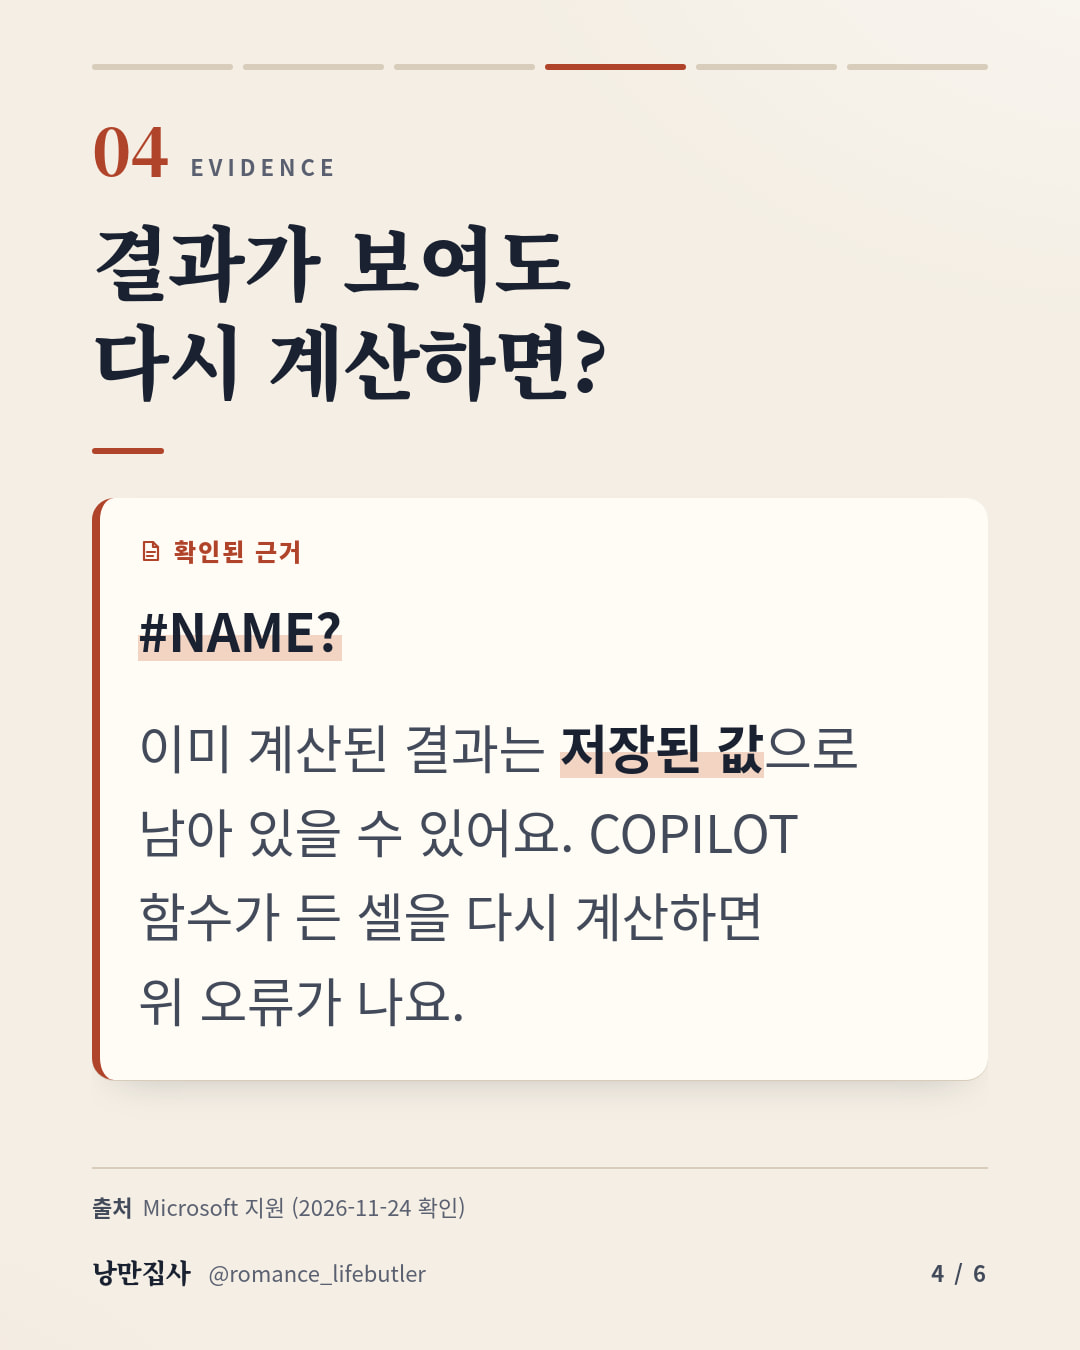 04 EVIDENCE
결과가 보여도
다시 계산하면?
확인된 근거
#NAME?
이미 계산된 결과는 저장된 값으로
남아 있을 수 있어요. COPILOT
함수가 든 셀을 다시 계산하면
위 오류가 나요.
출처 Microsoft 지원 (2026-11-24 확인)
낭만집사 @romance_lifebutler
4 / 6